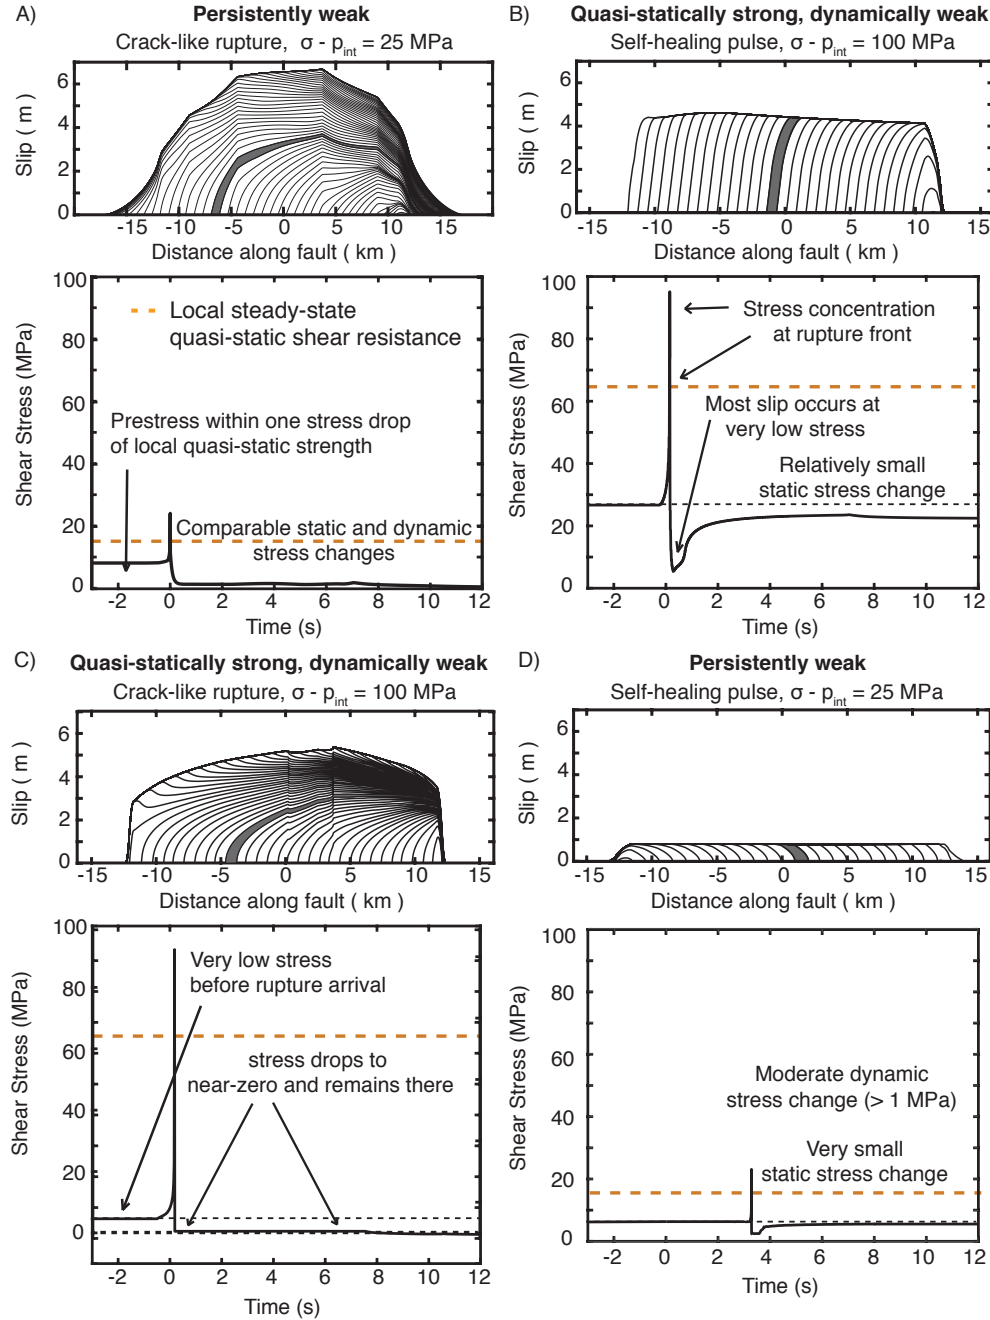 A)
Persistently weak
Crack-like rupture, σ - p_int = 25 MPa
6
4
2
0
Slip ( m )
-15
-10
-5
0
5
10
15
Distance along fault ( km )
100
80
60
40
20
0
Shear Stress (MPa)
Local steady-state
quasi-static shear resistance
Prestress within one stress drop
of local quasi-static strength
Comparable static and dynamic
stress changes
-2
0
2
4
6
8
10
12
Time (s)
B)
Quasi-statically strong, dynamically weak
Self-healing pulse, σ - p_int = 100 MPa
6
4
2
0
Slip ( m )
-15
-10
-5
0
5
10
15
Distance along fault ( km )
100
80
60
40
20
0
Shear Stress (MPa)
Stress concentration
at rupture front
Most slip occurs at
very low stress
Relatively small
static stress change
-2
0
2
4
6
8
10
12
Time (s)
C)
Quasi-statically strong, dynamically weak
Crack-like rupture, σ - p_int = 100 MPa
6
4
2
0
Slip ( m )
-15
-10
-5
0
5
10
15
Distance along fault ( km )
100
80
60
40
20
0
Shear Stress (MPa)
Very low stress
before rupture arrival
stress drops to
near-zero and remains there
-2
0
2
4
6
8
10
12
Time (s)
D)
Persistently weak
Self-healing pulse, σ - p_int = 25 MPa
6
4
2
0
Slip ( m )
-15
-10
-5
0
5
10
15
Distance along fault ( km )
100
80
60
40
20
0
Shear Stress (MPa)
Moderate dynamic
stress change (> 1 MPa)
Very small
static stress change
-2
0
2
4
6
8
10
12
Time (s)